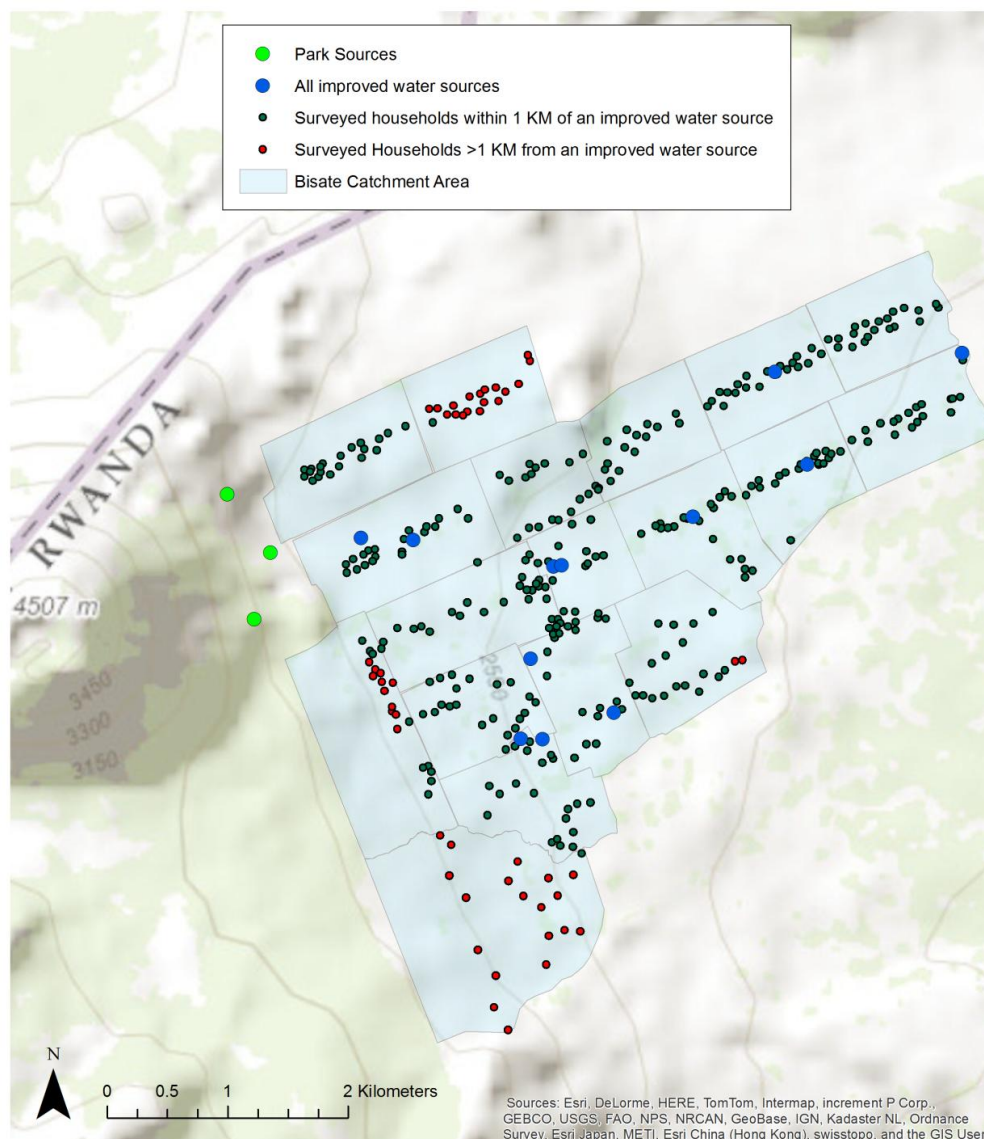 Park Sources
All improved water sources
Surveyed households within 1 KM of an improved water source
Surveyed Households >1 KM from an improved water source
Bisate Catchment Area
RWANDA
4507 m
3450
3300
3150
2550
N
0 0.5 1 2 Kilometers
Sources: Esri, DeLorme, HERE, TomTom, Intermap, increment P Corp.,
GEBCO, USGS, FAO, NPS, NRCAN, GeoBase, IGN, Kadaster NL, Ordnance
Survey, Esri Japan, METI, Esri China (Hong Kong), swisstopo, and the GIS User